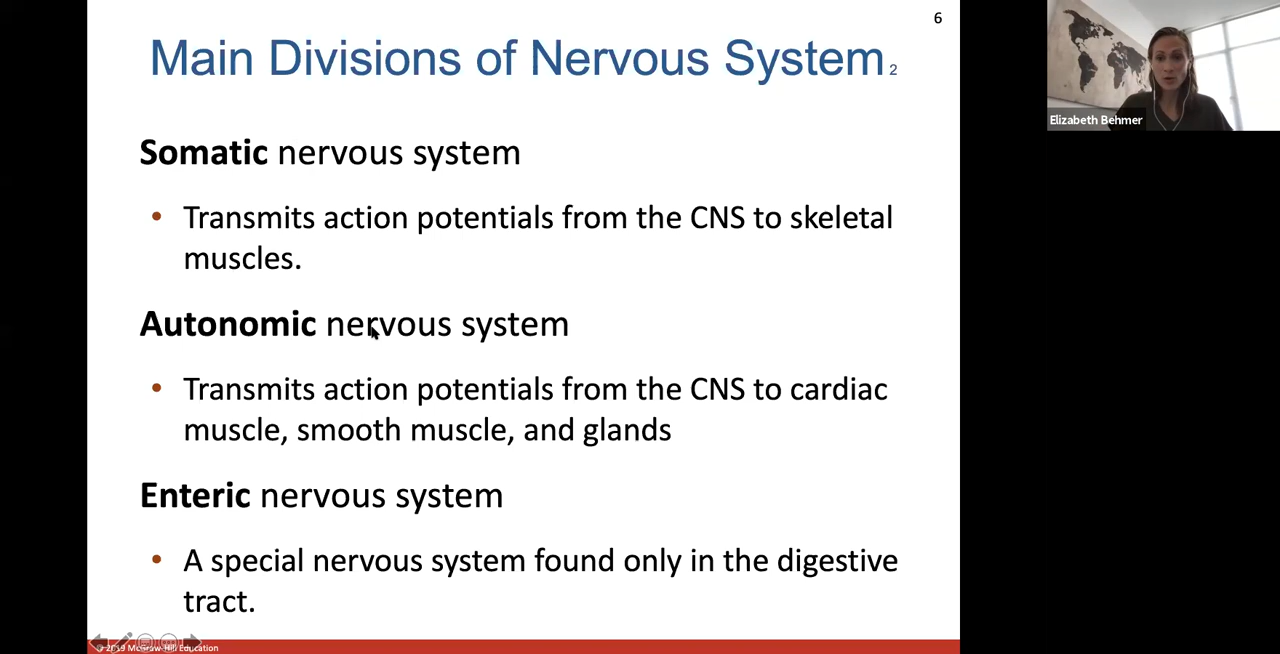 6
Main Divisions of Nervous System 2
Elizabeth Behmer
Somatic nervous system
• Transmits action potentials from the CNS to skeletal
muscles.
Autonomic nervous system
• Transmits action potentials from the CNS to cardiac
muscle, smooth muscle, and glands
Enteric nervous system
• A special nervous system found only in the digestive
tract.
© 2019 McGraw-Hill Education